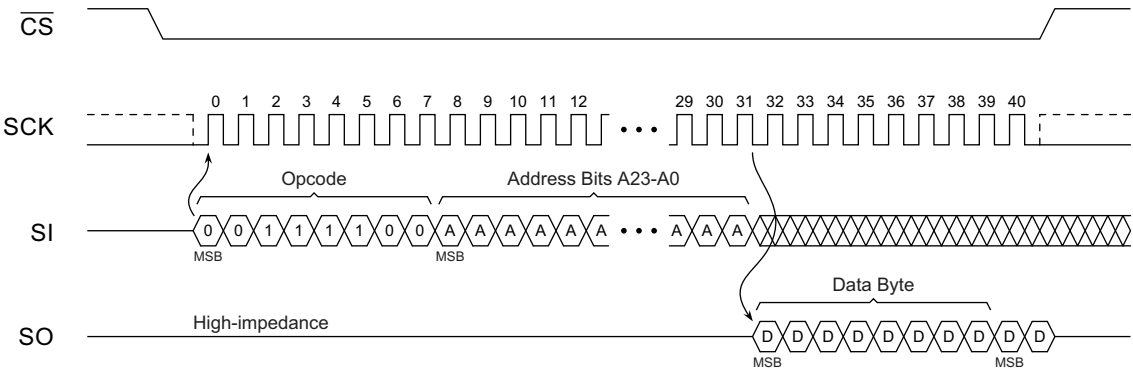 CS
0 1 2 3 4 5 6 7 8 9 10 11 12 29 30 31 32 33 34 35 36 37 38 39 40
SCK
Opcode Address Bits A23-A0
SI 0 0 1 1 1 1 0 0 A A A A A A ••• A A A
MSB MSB
Data Byte
SO High-impedance D D D D D D D D D D
MSB MSB